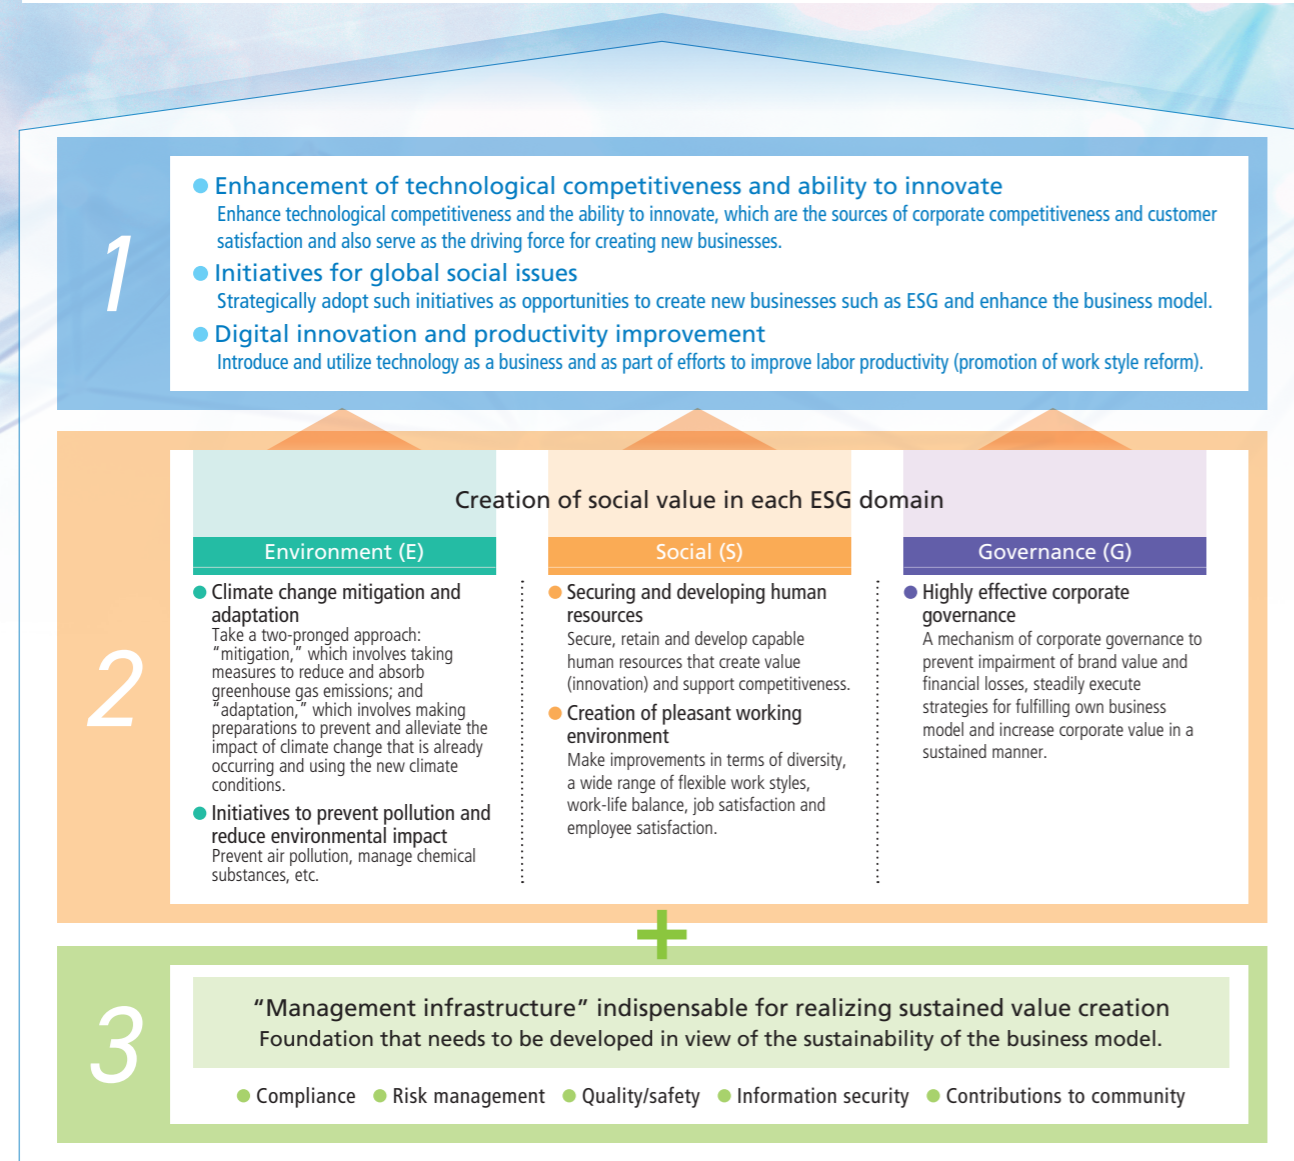 1
Enhancement of technological competitiveness and ability to innovate
Enhance technological competitiveness and the ability to innovate, which are the sources of corporate competitiveness and customer
satisfaction and also serve as the driving force for creating new businesses.
Initiatives for global social issues
Strategically adopt such initiatives as opportunities to create new businesses such as ESG and enhance the business model.
Digital innovation and productivity improvement
Introduce and utilize technology as a business and as part of efforts to improve labor productivity (promotion of work style reform).
2
Creation of social value in each ESG domain
Environment (E)
Climate change mitigation and
adaptation
Take a two-pronged approach:
“mitigation,” which involves taking
measures to reduce and absorb
greenhouse gas emissions; and
“adaptation,” which involves making
preparations to prevent and alleviate the
impact of climate change that is already
occurring and using the new climate
conditions.
Initiatives to prevent pollution and
reduce environmental impact
Prevent air pollution, manage chemical
substances, etc.
Social (S)
Securing and developing human
resources
Secure, retain and develop capable
human resources that create value
(innovation) and support competitiveness.
Creation of pleasant working
environment
Make improvements in terms of diversity,
a wide range of flexible work styles,
work-life balance, job satisfaction and
employee satisfaction.
Governance (G)
Highly effective corporate
governance
A mechanism of corporate governance to
prevent impairment of brand value and
financial losses, steadily execute
strategies for fulfilling own business
model and increase corporate value in a
sustained manner.
+
3
“Management infrastructure” indispensable for realizing sustained value creation
Foundation that needs to be developed in view of the sustainability of the business model.
Compliance Risk management Quality/safety Information security Contributions to community